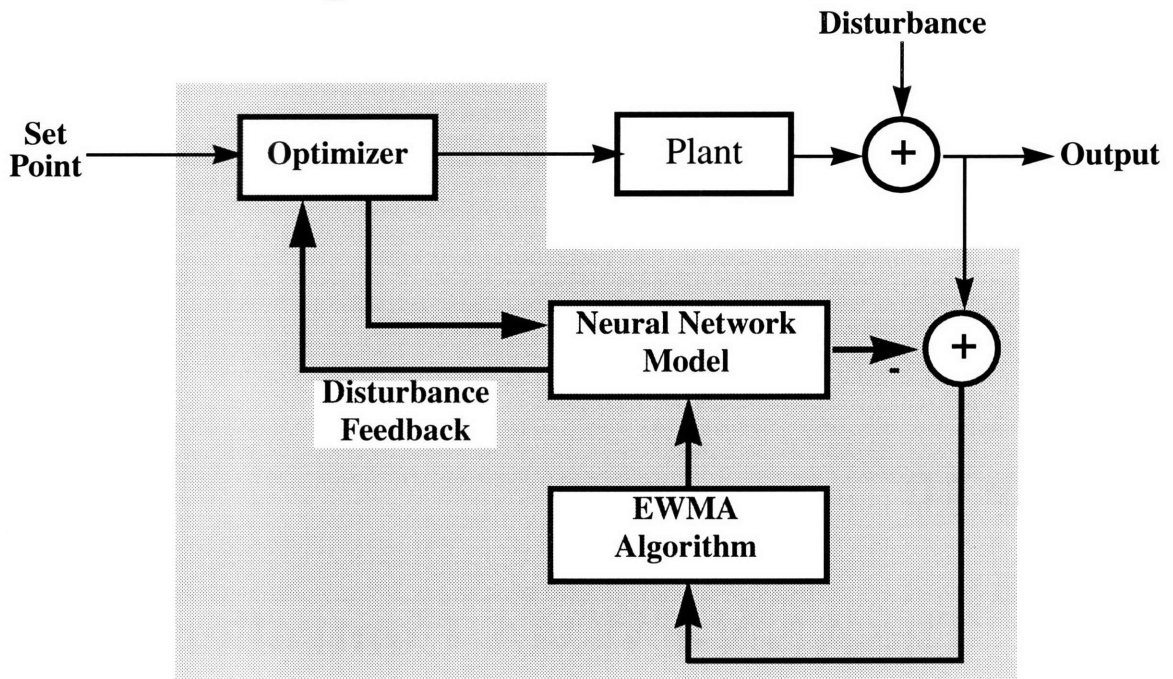 Disturbance
Set
Point
Optimizer
Plant
+
Output
Neural Network
Model
-
+
Disturbance
Feedback
EWMA
Algorithm